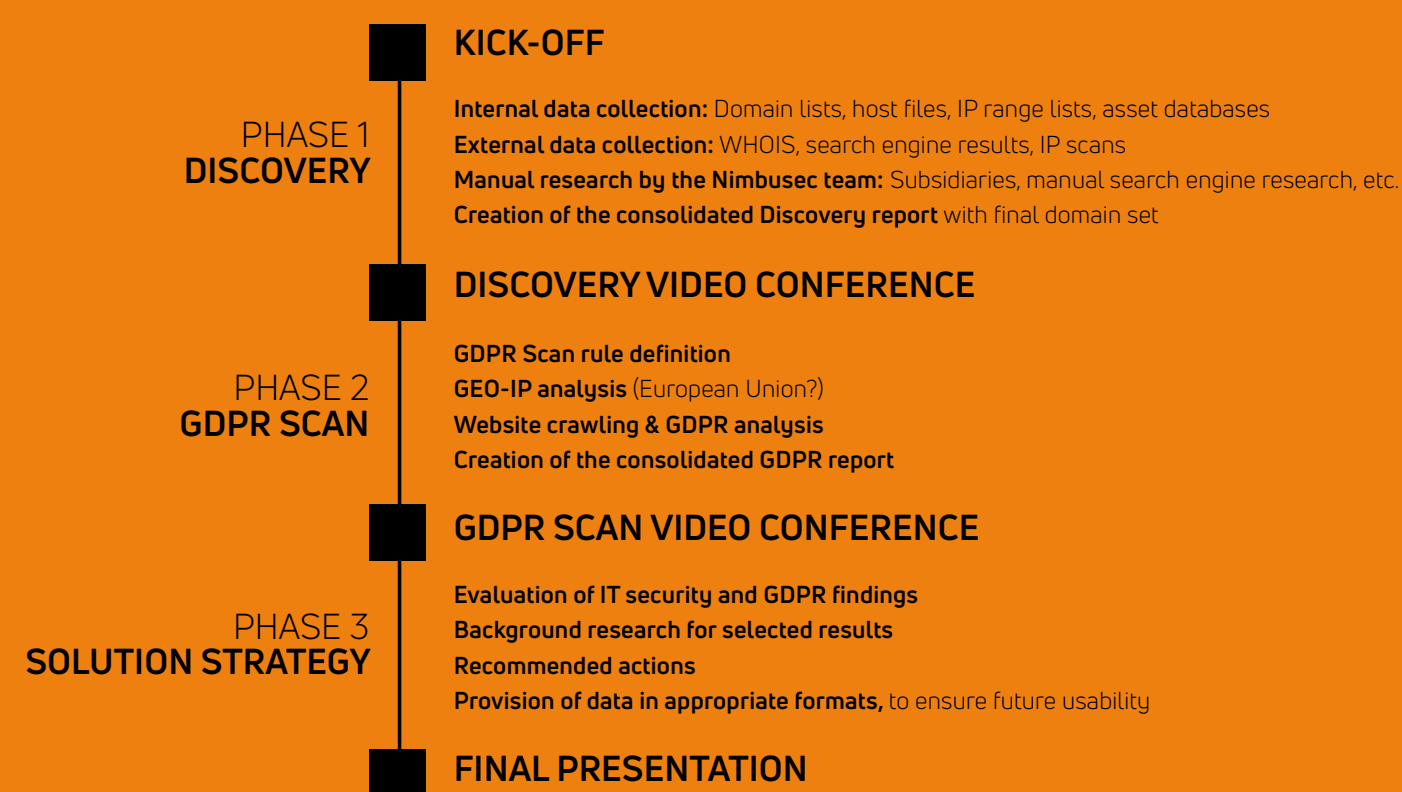 KICK-OFF
PHASE 1
DISCOVERY
Internal data collection: Domain lists, host files, IP range lists, asset databases
External data collection: WHOIS, search engine results, IP scans
Manual research by the Nimbusec team: Subsidiaries, manual search engine research, etc.
Creation of the consolidated Discovery report with final domain set
DISCOVERY VIDEO CONFERENCE
PHASE 2
GDPR SCAN
GDPR Scan rule definition
GEO-IP analysis (European Union?)
Website crawling & GDPR analysis
Creation of the consolidated GDPR report
GDPR SCAN VIDEO CONFERENCE
PHASE 3
SOLUTION STRATEGY
Evaluation of IT security and GDPR findings
Background research for selected results
Recommended actions
Provision of data in appropriate formats, to ensure future usability
FINAL PRESENTATION